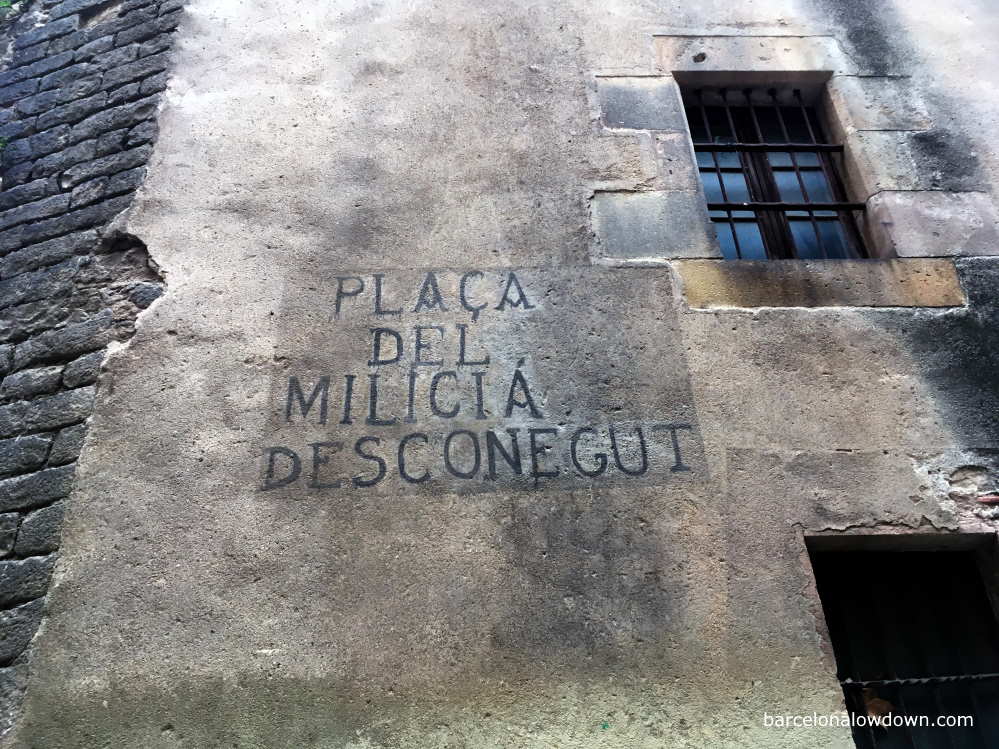 PLAÇA
DEL
MILICIÁ
DESCONEGUT
barcelonalowdown.com